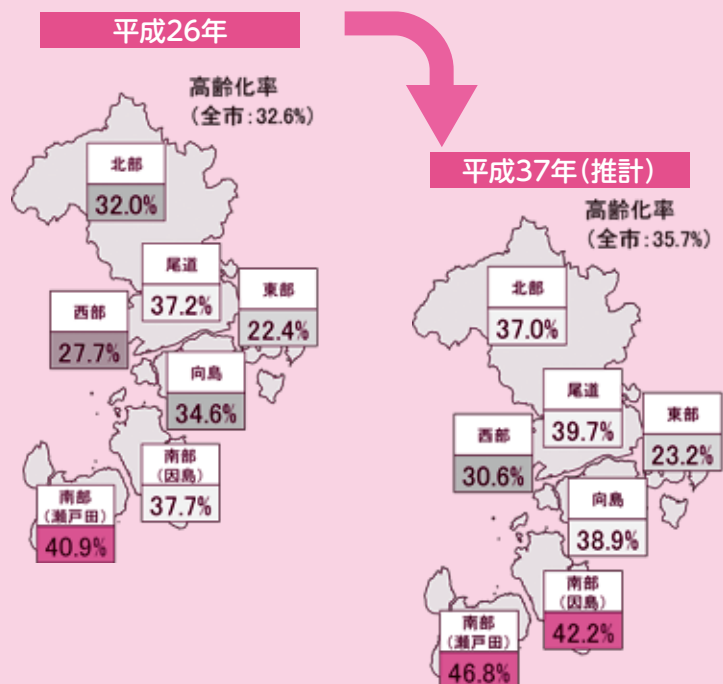 平成26年
高齢化率
(全市:32.6%)
北部
32.0%
尾道
37.2%
東部
22.4%
西部
27.7%
向島
34.6%
南部
(因島)
37.7%
南部
(瀬戸田)
40.9%
平成37年(推計)
高齢化率
(全市:35.7%)
北部
37.0%
尾道
39.7%
東部
23.2%
西部
30.6%
向島
38.9%
南部
(因島)
42.2%
南部
(瀬戸田)
46.8%